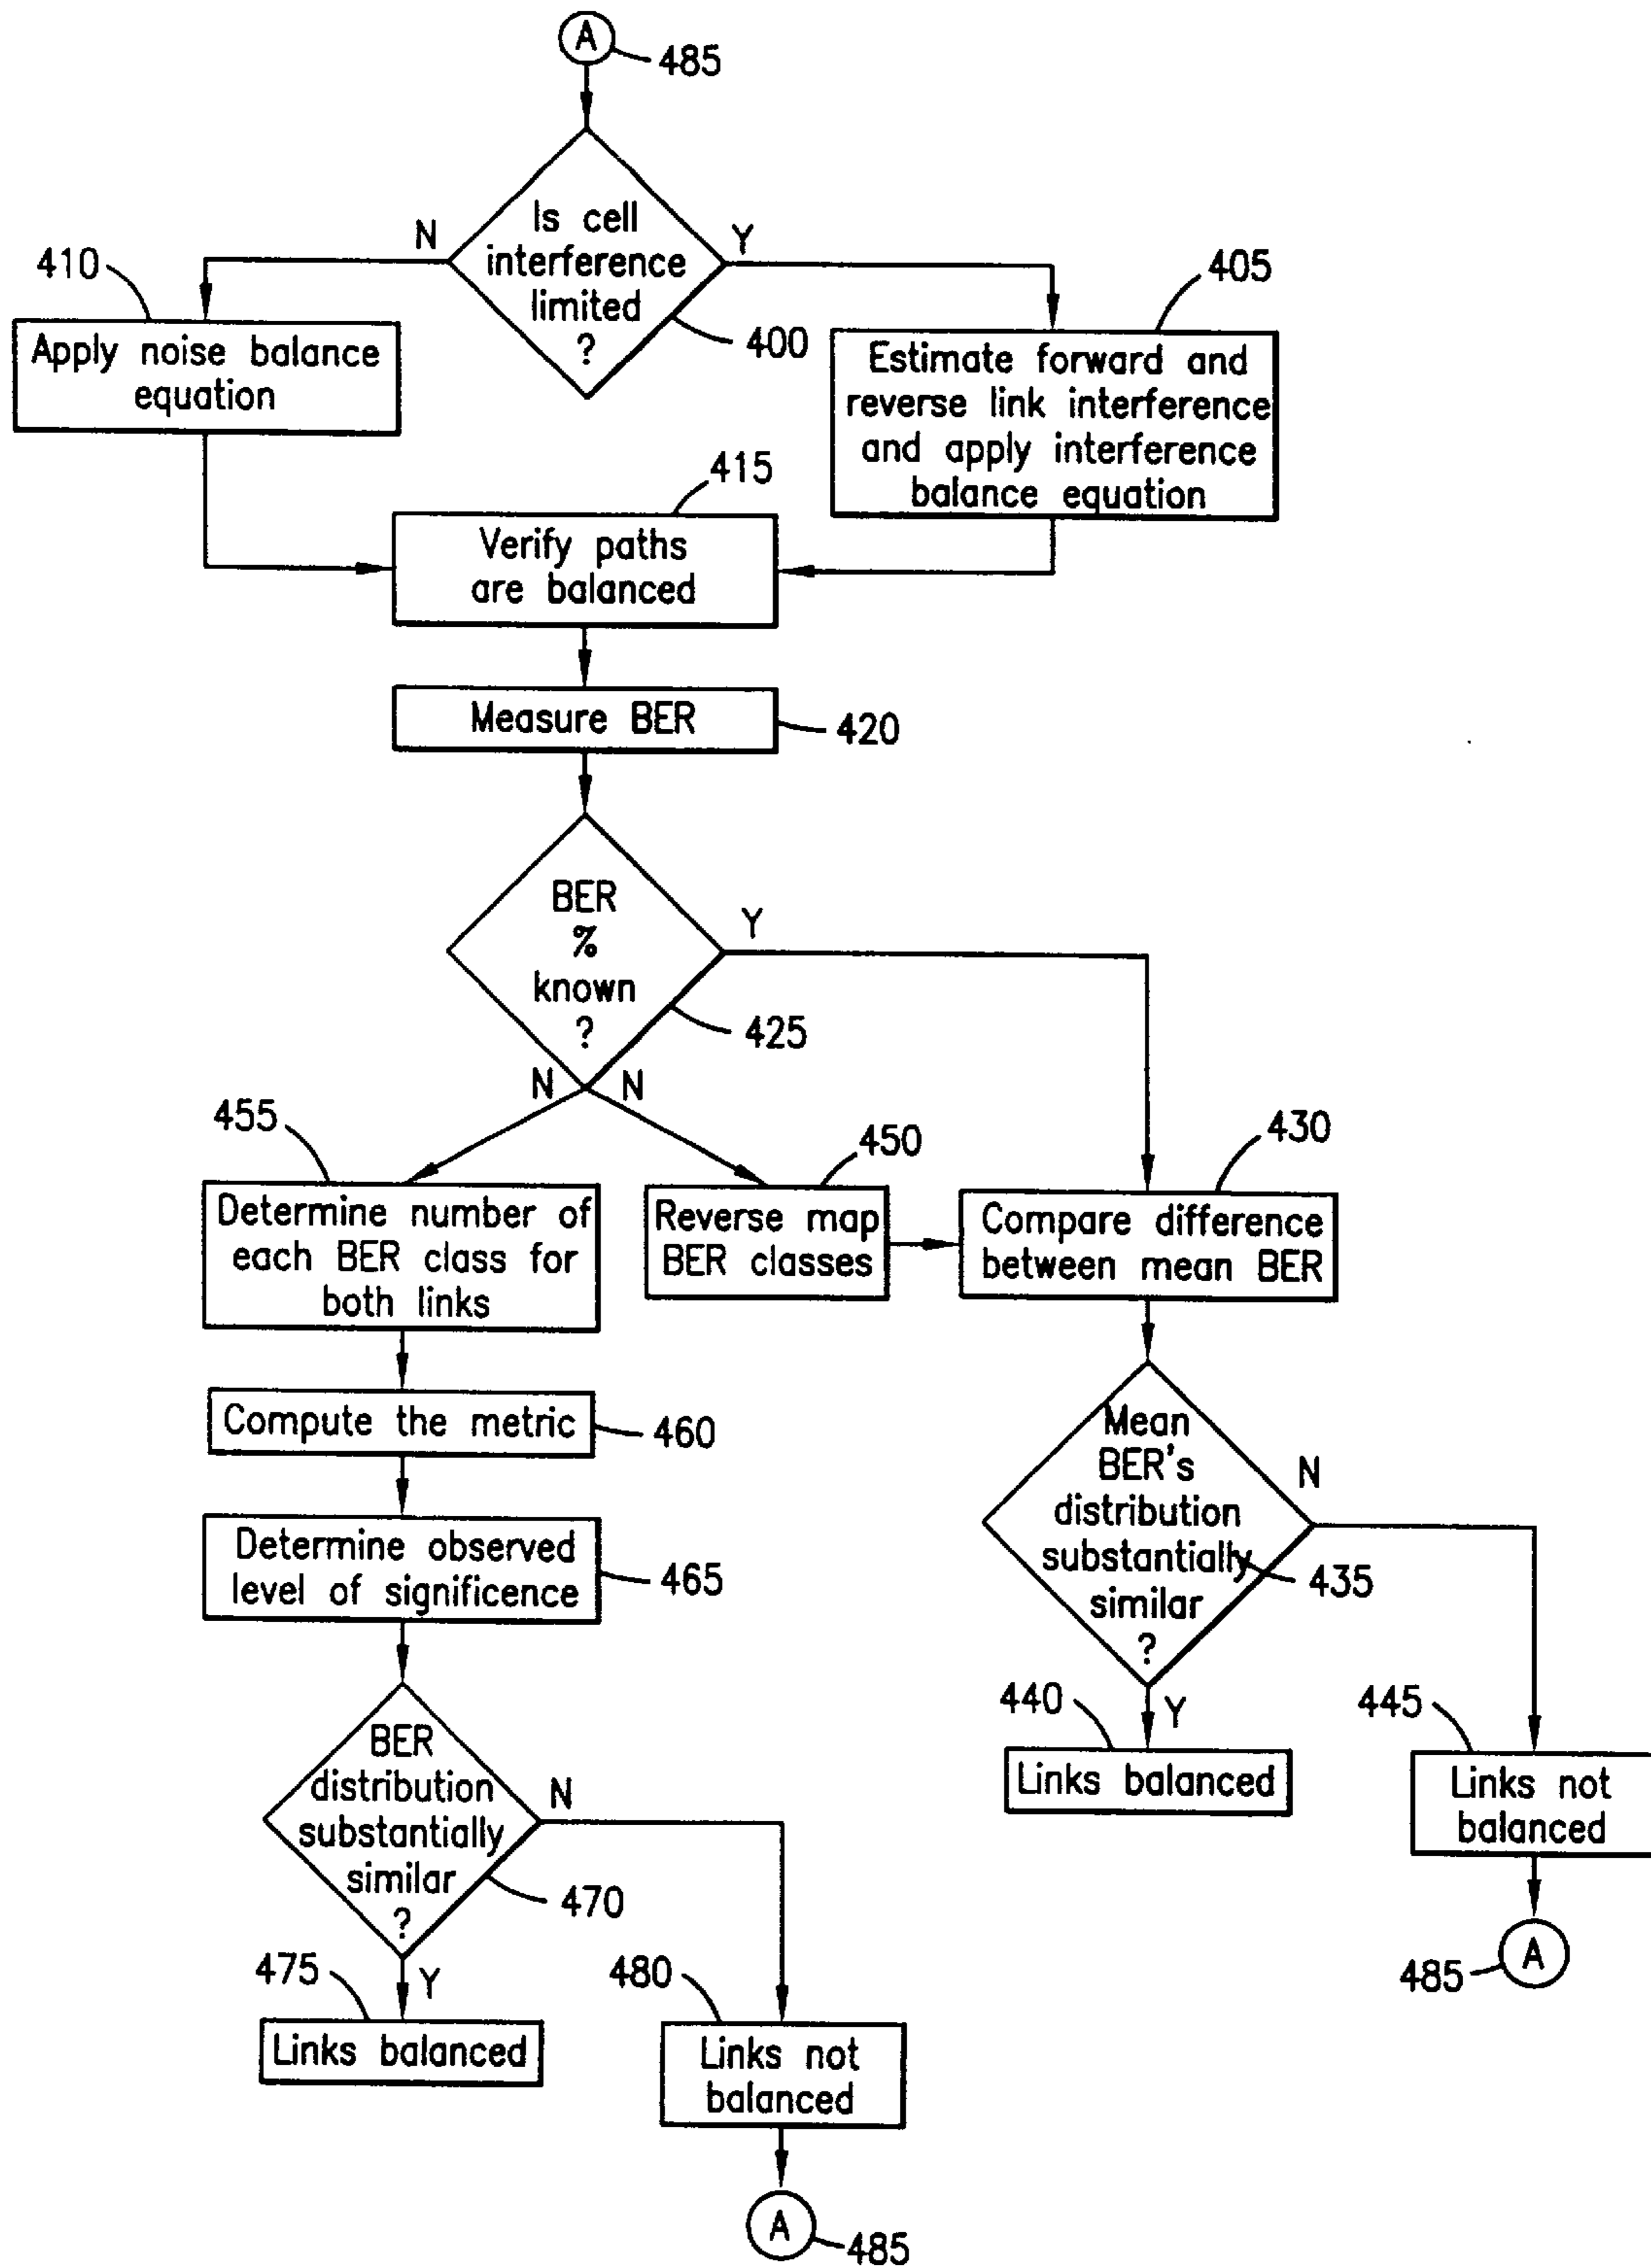 A
485
Is cell
interference
limited
?
N
Y
400
410
Apply noise balance
equation
405
Estimate forward and
reverse link interference
and apply interference
balance equation
415
Verify paths
are balanced
Measure BER
420
BER
%
known
?
Y
425
N
N
455
Determine number of
each BER class for
both links
450
Reverse map
BER classes
430
Compare difference
between mean BER
Compute the metric
460
Mean
BER's
distribution
substantially
similar
?
N
435
Y
Determine observed
level of significence
465
440
Links balanced
445
Links not
balanced
A
485
BER
distribution
substantially
similar
?
N
470
Y
475
Links balanced
480
Links not
balanced
A
485